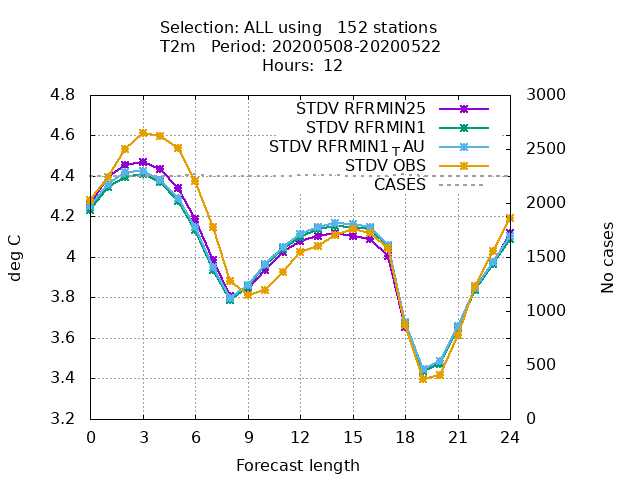 Selection: ALL using   152 stations
T2m   Period: 20200508-20200522
Hours:  12
STDV RFRMIN25
STDV RFRMIN1
STDV RFRMIN1┬AU
STDV OBS
CASES
4.8
4.6
4.4
4.2
4
3.8
3.6
3.4
3.2
3000
2500
2000
1500
1000
500
0
deg C
No cases
0 3 6 9 12 15 18 21 24
Forecast length